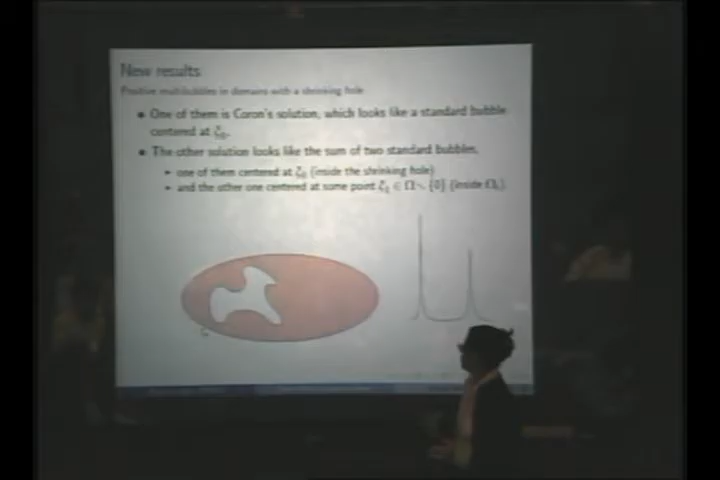 New results
Positive multibubbles in domains with a shrinking hole
• One of them is Coron's solution, which looks like a standard bubble
centered at ξ₀.
• The other solution looks like the sum of two standard bubbles,
▸ one of them centered at ξ₀ (inside the shrinking hole)
▸ and the other one centered at some point ξ₁ ∈ Ω ∖ {0} (inside Ωε).